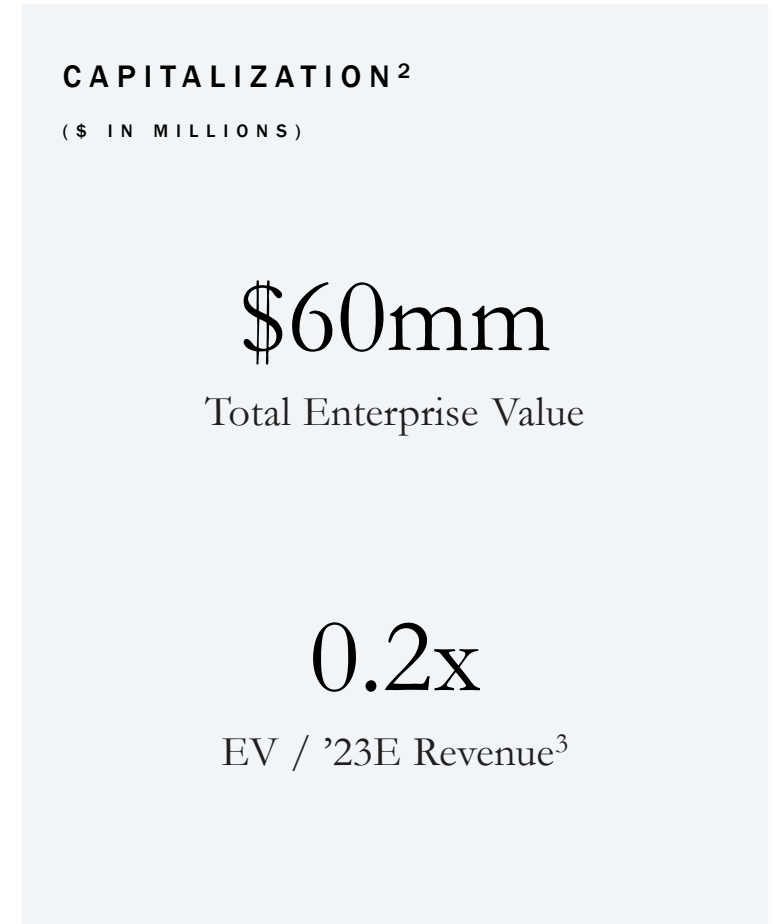 CAPITALIZATION²
($ IN MILLIONS)
$60mm
Total Enterprise Value
0.2x
EV / ’23E Revenue³